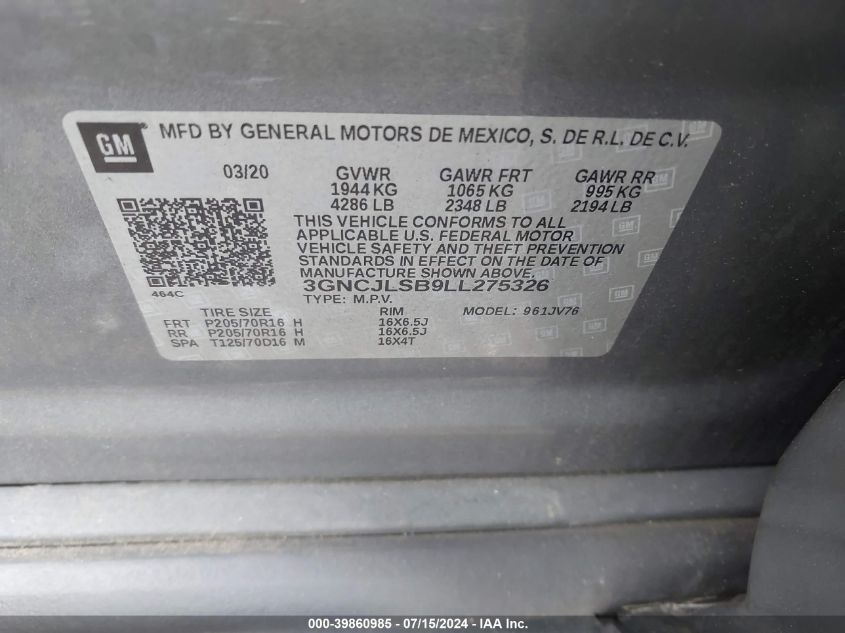 GM MFD BY GENERAL MOTORS DE MEXICO, S. DE R.L. DE C.V.
03/20 GVWR GAWR FRT GAWR RR
1944 KG 1065 KG 995 KG
4286 LB 2348 LB 2194 LB
THIS VEHICLE CONFORMS TO ALL
APPLICABLE U.S. FEDERAL MOTOR
VEHICLE SAFETY AND THEFT PREVENTION
STANDARDS IN EFFECT ON THE DATE OF
MANUFACTURE
3GNCJLSB9LL275326
464C
TYPE: M.P.V.
TIRE SIZE RIM MODEL: 961JV76
FRT P205/70R16 H 16X6.5J
RR P205/70R16 H 16X6.5J
SPA T125/70D16 M 16X4T
000-39860985 - 07/15/2024 - IAAI.com